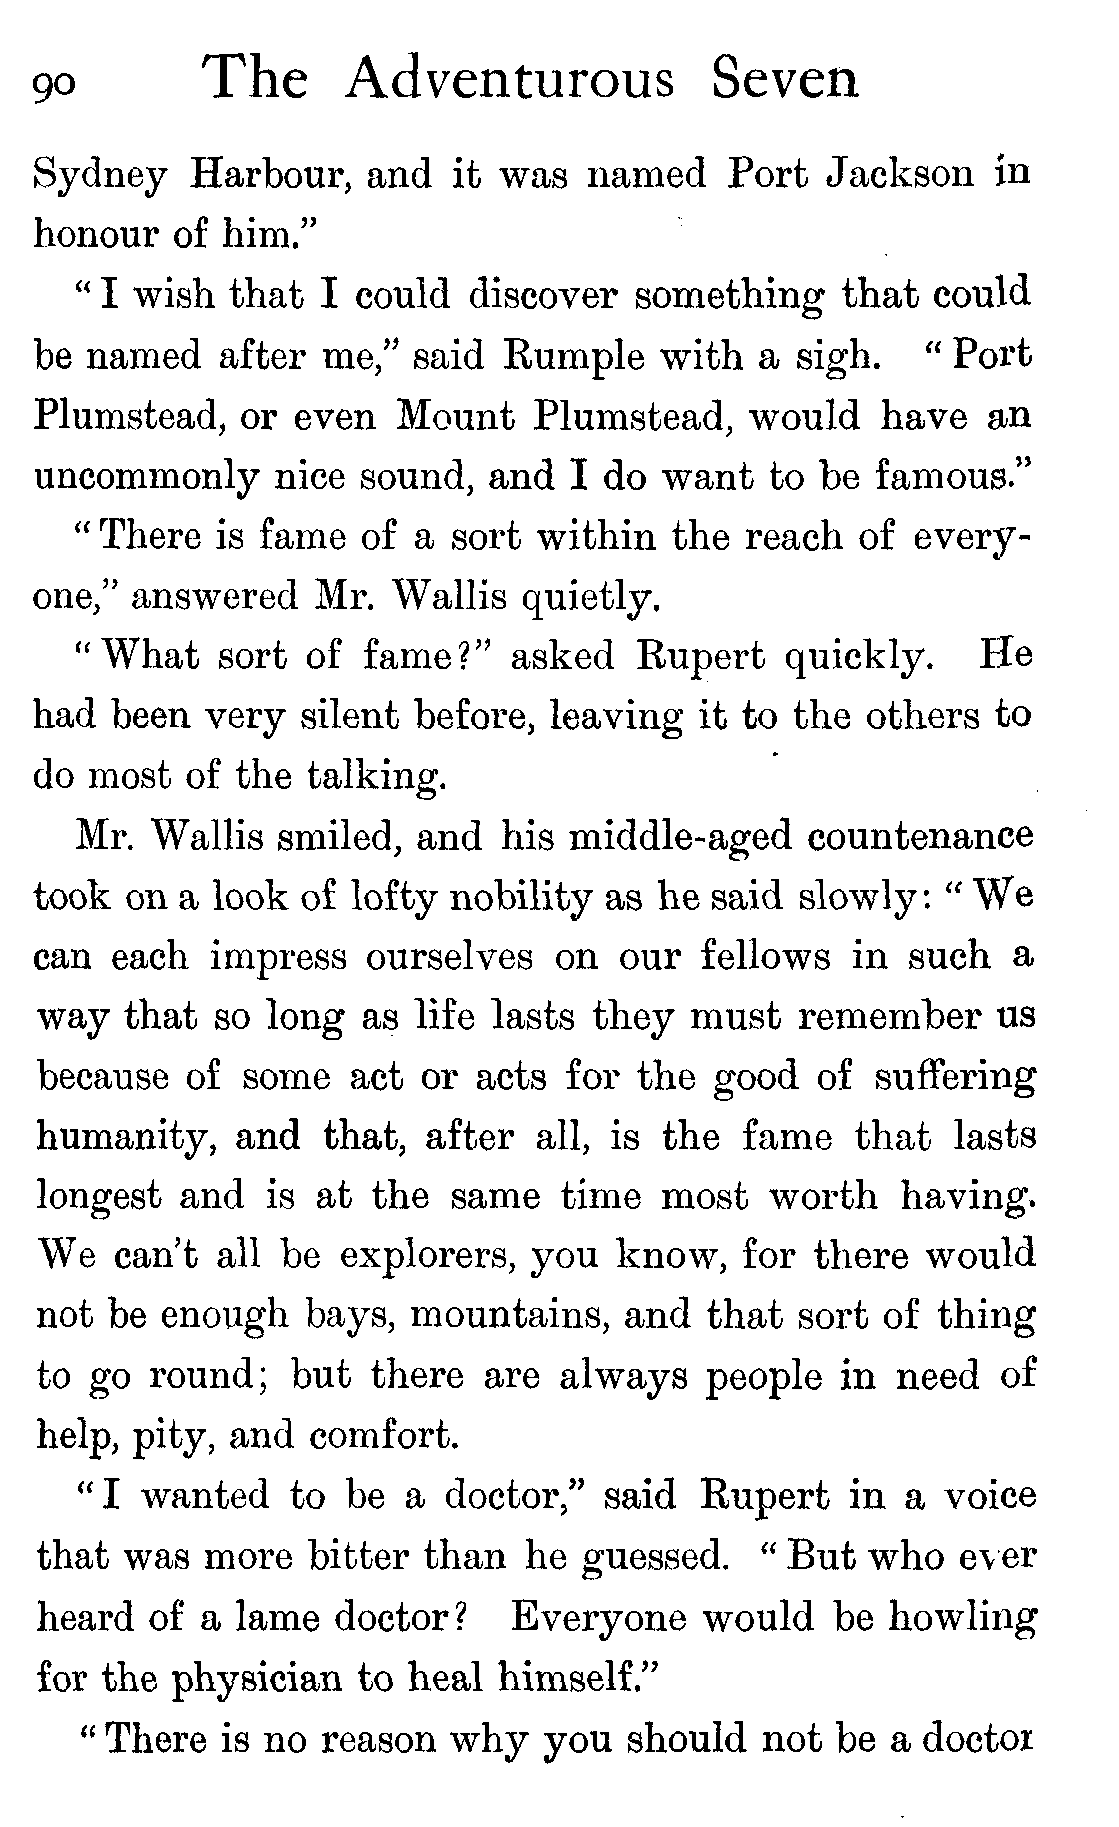 90 The Adventurous Seven
Sydney Harbour, and it was named Port Jackson in
honour of him.”
“I wish that I could discover something that could
be named after me,” said Rumple with a sigh. “Port
Plumstead, or even Mount Plumstead, would have an
uncommonly nice sound, and I do want to be famous.”
“There is fame of a sort within the reach of every-
one,” answered Mr. Wallis quietly.
“What sort of fame?” asked Rupert quickly. He
had been very silent before, leaving it to the others to
do most of the talking.
Mr. Wallis smiled, and his middle-aged countenance
took on a look of lofty nobility as he said slowly: “We
can each impress ourselves on our fellows in such a
way that so long as life lasts they must remember us
because of some act or acts for the good of suffering
humanity, and that, after all, is the fame that lasts
longest and is at the same time most worth having.
We can’t all be explorers, you know, for there would
not be enough bays, mountains, and that sort of thing
to go round; but there are always people in need of
help, pity, and comfort.
“I wanted to be a doctor,” said Rupert in a voice
that was more bitter than he guessed. “But who ever
heard of a lame doctor? Everyone would be howling
for the physician to heal himself.”
“There is no reason why you should not be a doctor